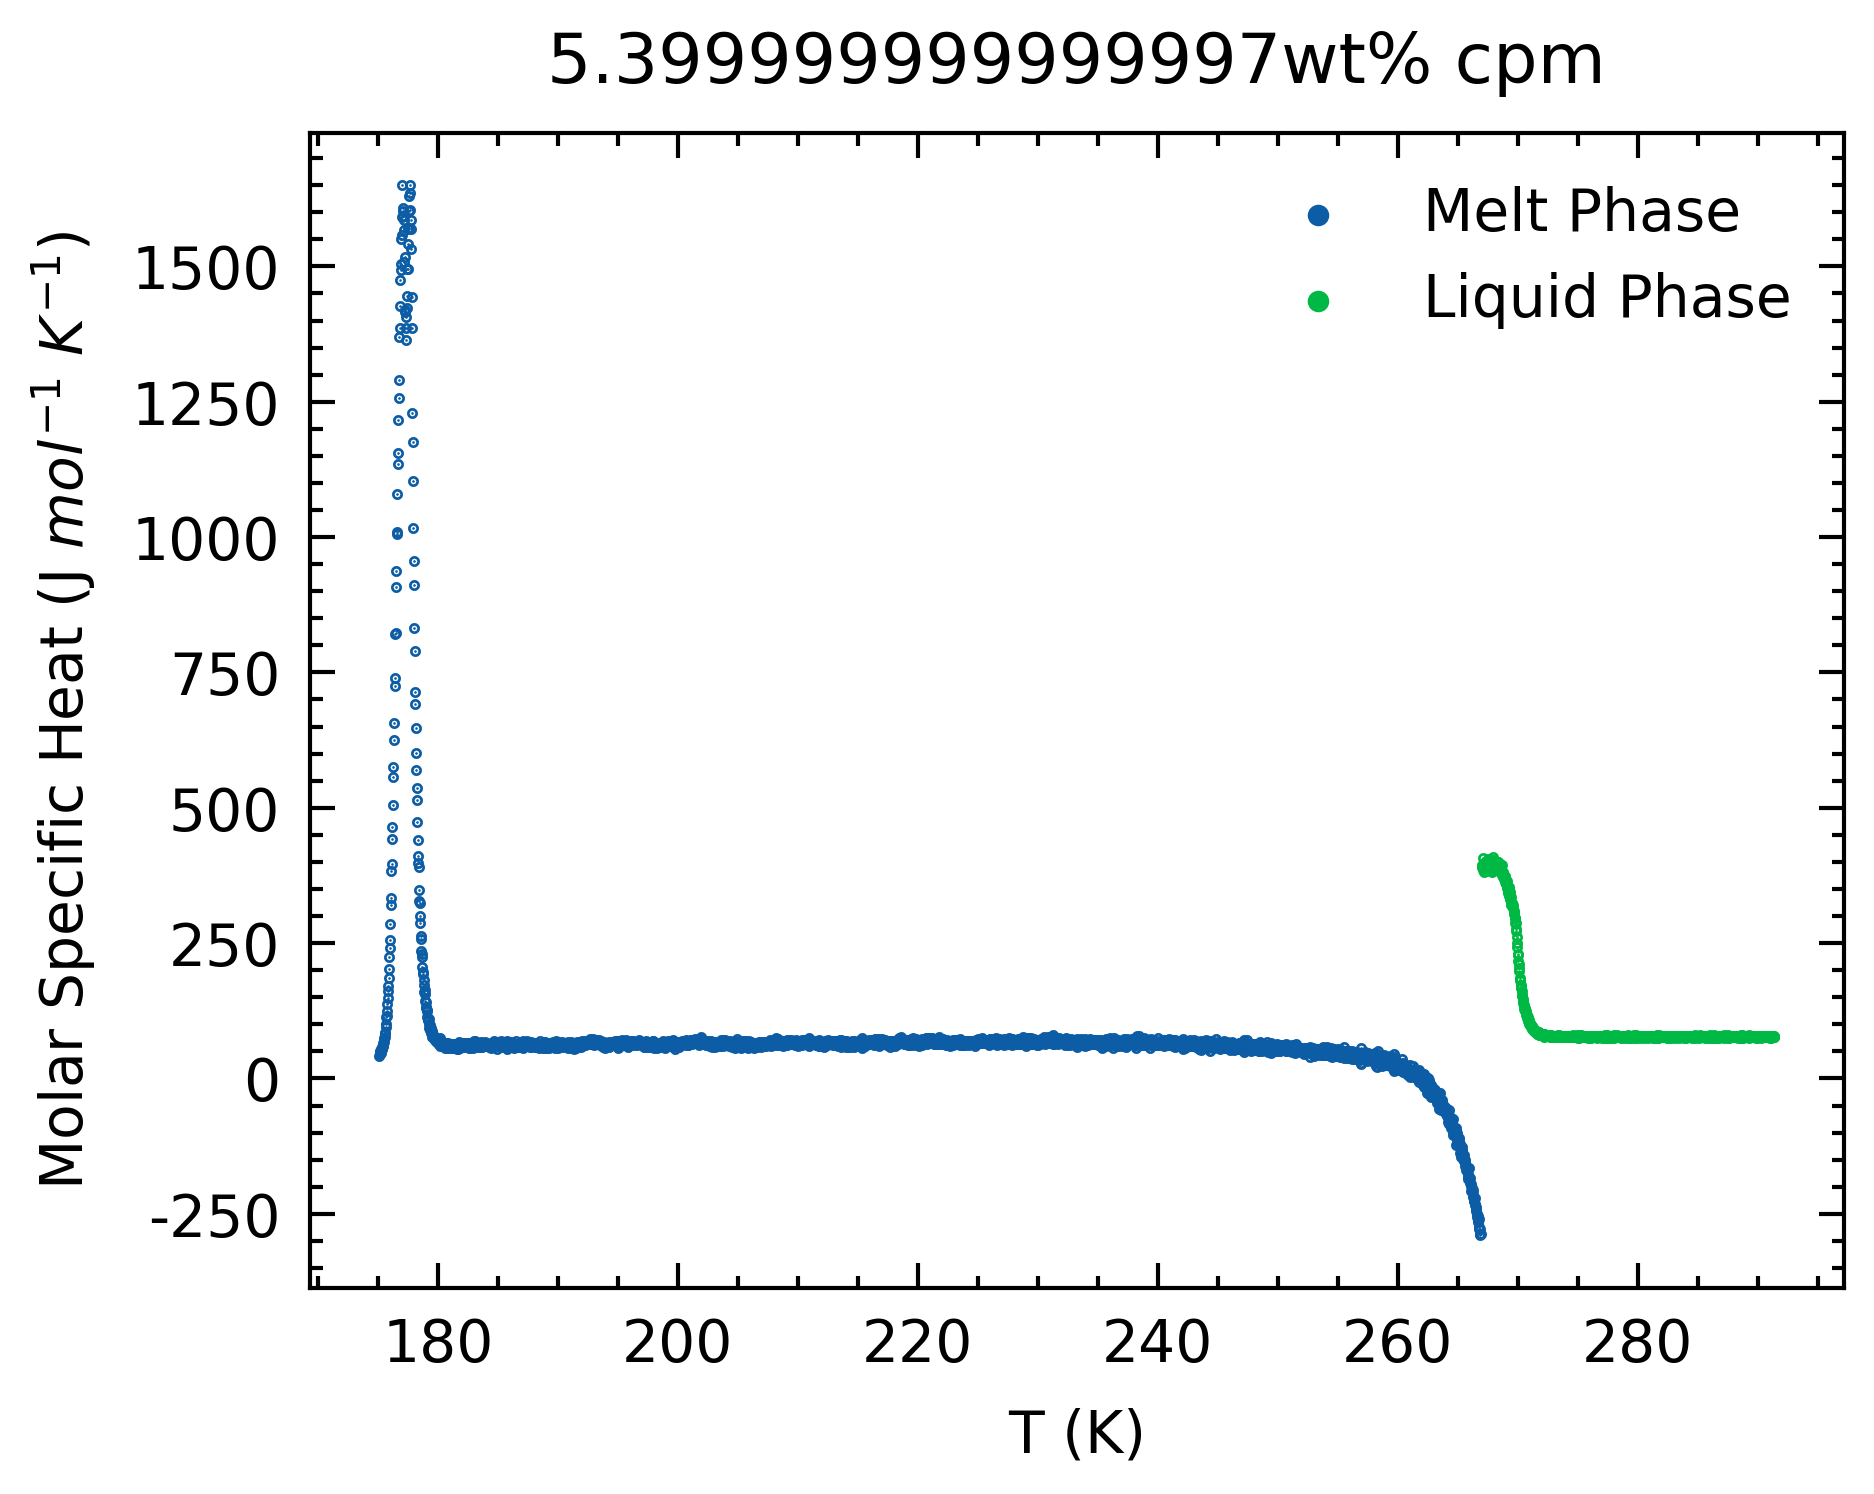 5.3999999999999997wt% cpm
Molar Specific Heat (J mol⁻¹ K⁻¹)
Melt Phase
Liquid Phase
1500
1250
1000
750
500
250
0
-250
180 200 220 240 260 280
T (K)